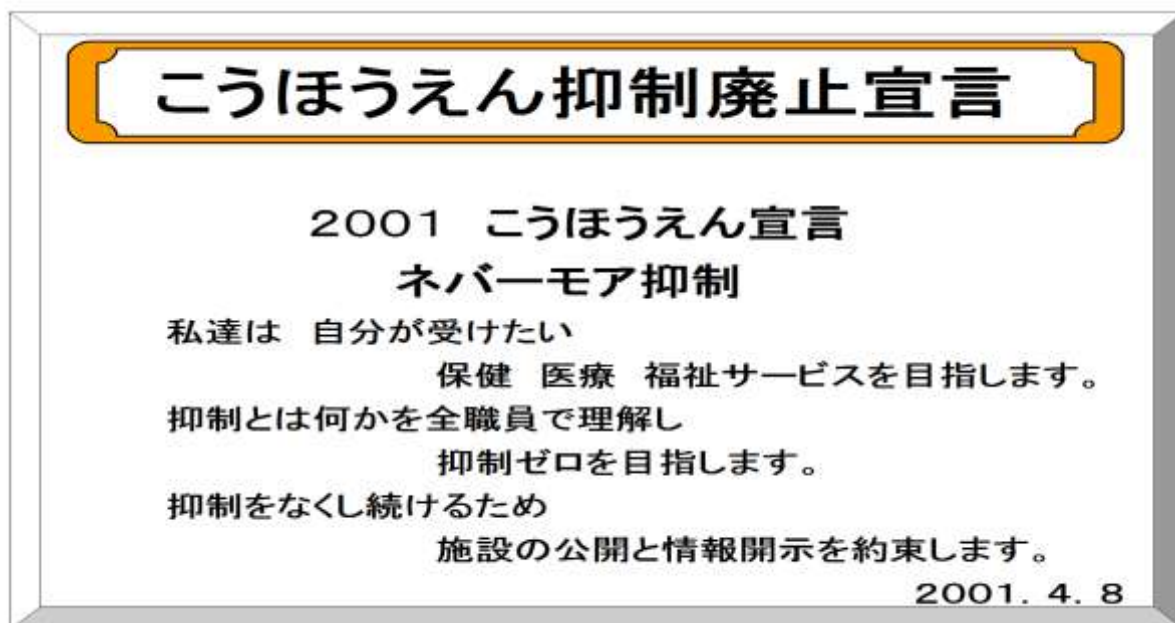 こうほうえん抑制廃止宣言
2001　こうほうえん宣言
ネバーモア抑制
私達は　自分が受けたい
保健　医療　福祉サービスを目指します。
抑制とは何かを全職員で理解し
抑制ゼロを目指します。
抑制をなくし続けるため
施設の公開と情報開示を約束します。
2001．4．8